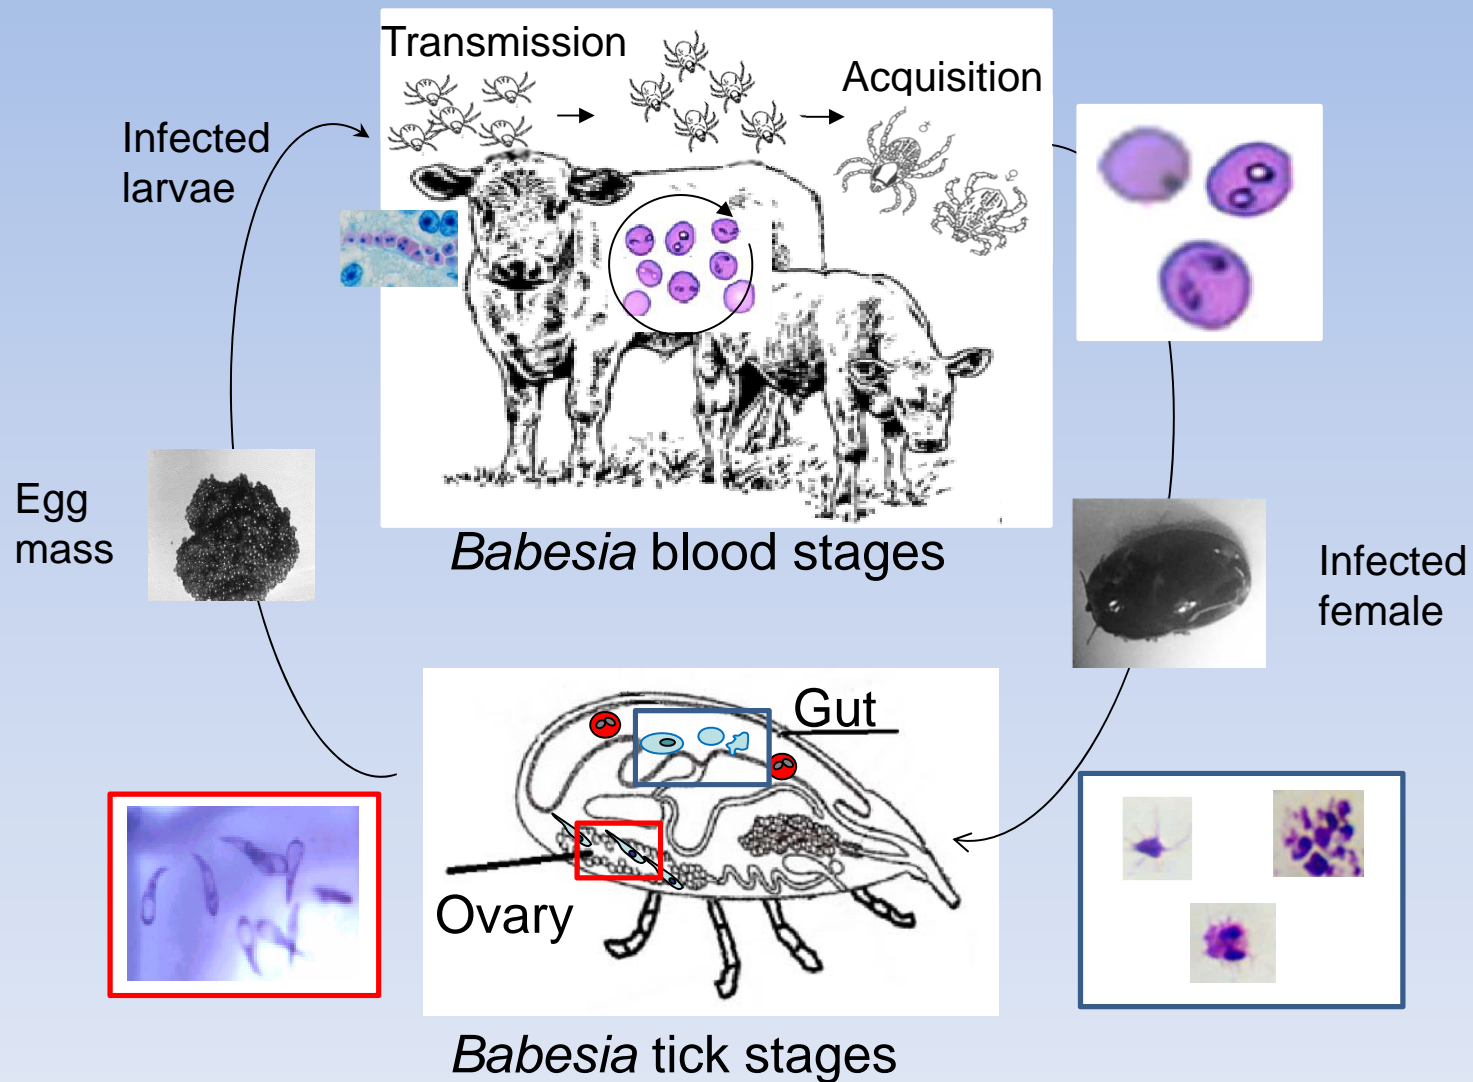 Transmission
Acquisition
Infected
larvae
Egg
mass
Babesia blood stages
Infected
female
Gut
Ovary
Babesia tick stages